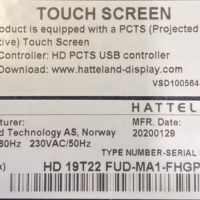 TOUCH SCREEN
oduct is equipped with a PCTS (Projected
tive) Touch Screen
Controller: HD PCTS USB controller
Download: www.hatteland-display.com
VSD100564
HATTEL
urer:
MFR. Date:
d Technology AS, Norway
20200129
60Hz 230VAC/50Hz
TYPE NUMBER-SERIAL
x)
HD 19T22 FUD-MA1-FHGP